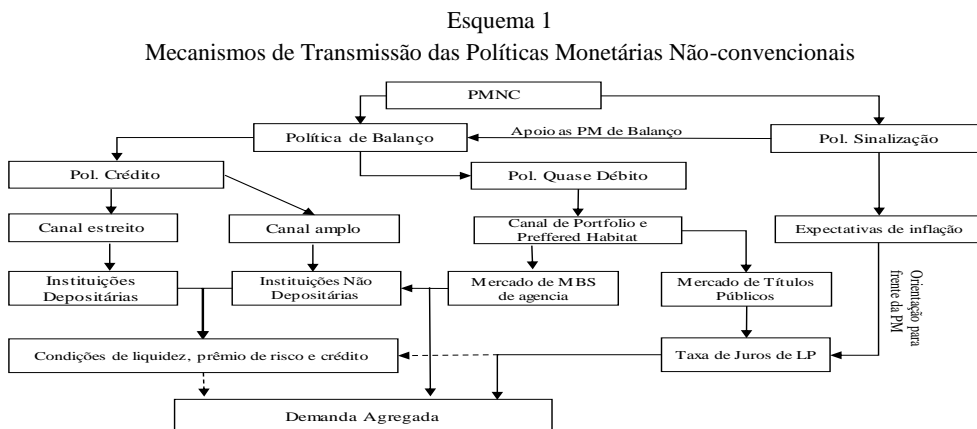 Esquema 1
Mecanismos de Transmissão das Políticas Monetárias Não-convencionais
PMNC
Política de Balanço
Apoio as PM de Balanço
Pol. Sinalização
Pol. Crédito
Pol. Quase Débito
Canal estreito
Canal amplo
Canal de Portfolio e
Preffered Habitat
Expectativas de inflação
Instituições
Depositárias
Instituições Não
Depositárias
Mercado de MBS
de agencia
Mercado de Títulos
Públicos
Orientação para
frente da PM
Condições de liquidez, prêmio de risco e crédito
Taxa de Juros de LP
Demanda Agregada